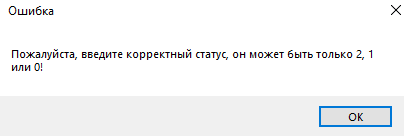 Ошибка
Пожалуйста, введите корректный статус, он может быть только 2, 1
или 0!
OK